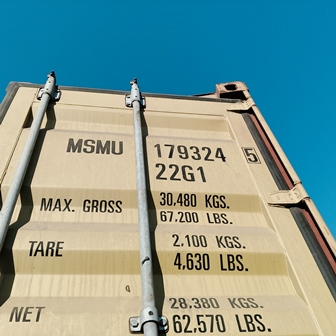 MSMU 179324 5
22G1
MAX. GROSS 30.480 KGS.
67.200 LBS.
TARE 2.100 KGS.
4,630 LBS.
NET 28.380 KGS.
62.570 LBS.